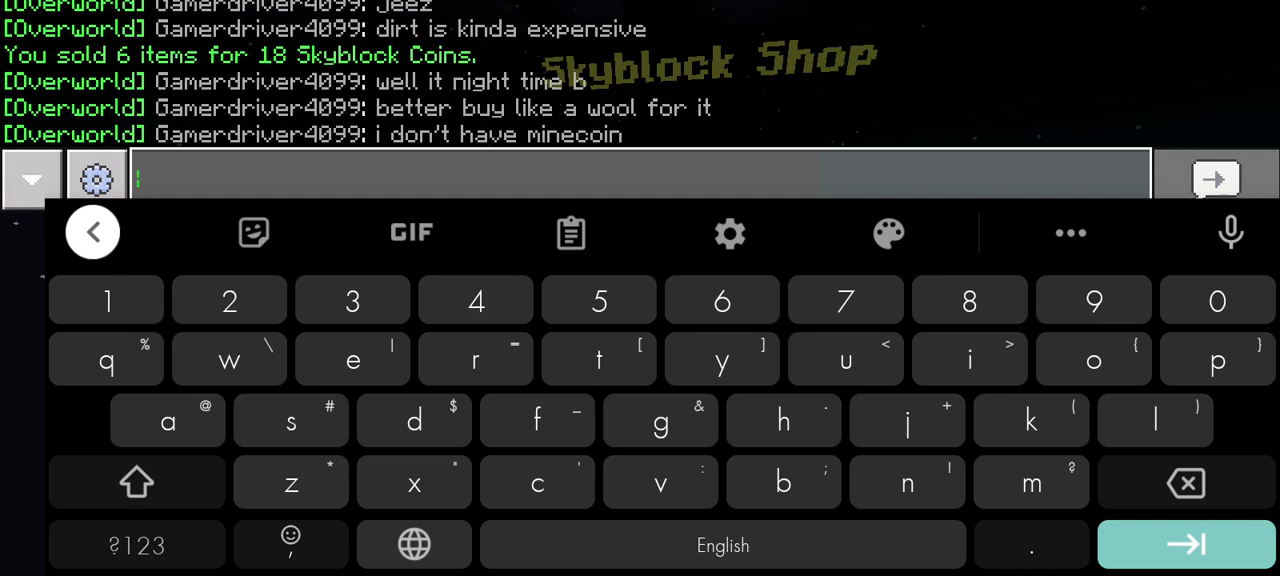 [Overworld] Gamerdriver4099: jeez
[Overworld] Gamerdriver4099: dirt is kinda expensive
You sold 6 items for 18 Skyblock Coins.
Skyblock Shop
[Overworld] Gamerdriver4099: well it night time b
[Overworld] Gamerdriver4099: better buy like a wool for it
[Overworld] Gamerdriver4099: i don't have minecoin
GIF
1 2 3 4 5 6 7 8 9 0
q % w \ e | r = t [ y ] u < i > o { p }
a @ s # d $ f _ g & h - j + k ( l )
z * x " c ' v : b ; n ! m ?
?123 , English .